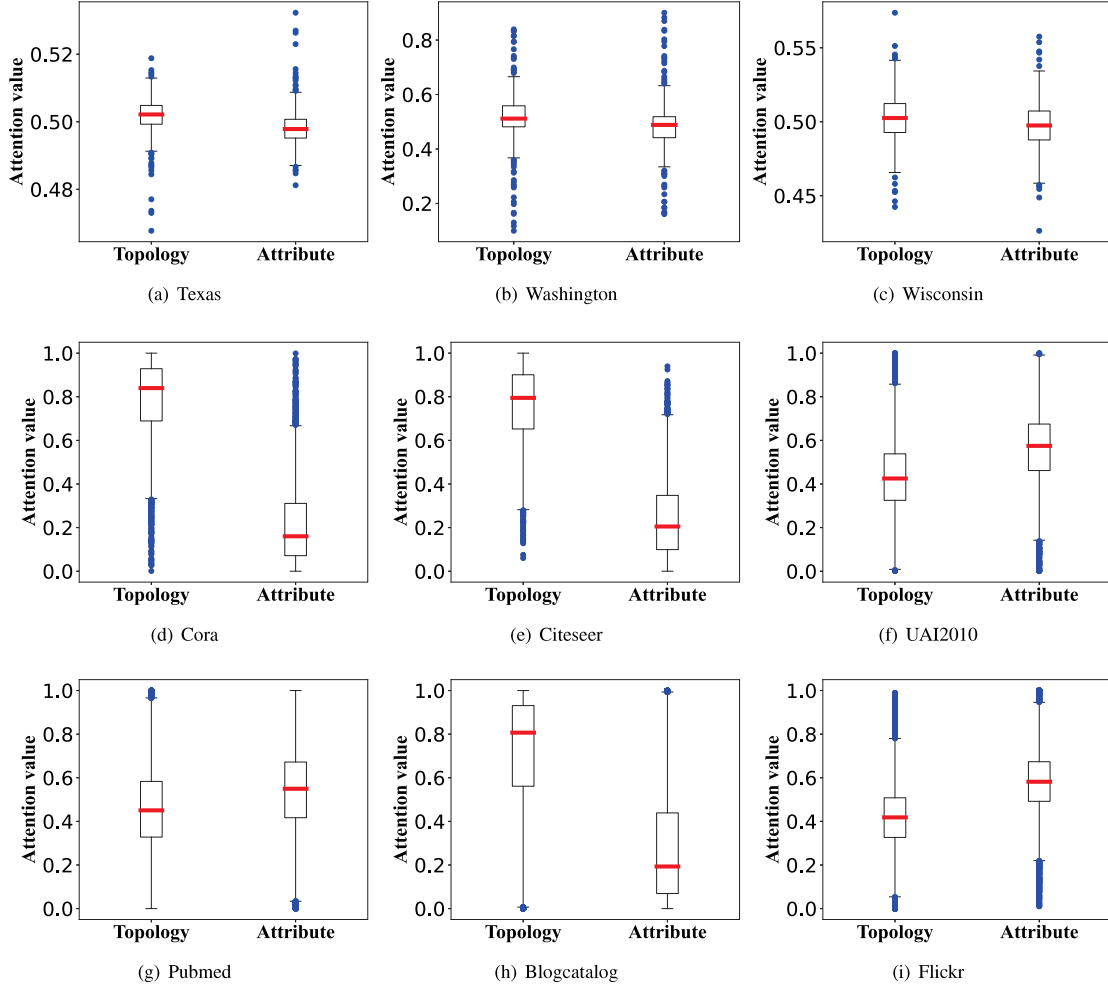 Attention value
0.52
0.50
0.48
Topology Attribute
(a) Texas
Attention value
0.8
0.6
0.4
0.2
Topology Attribute
(b) Washington
Attention value
0.55
0.50
0.45
Topology Attribute
(c) Wisconsin
Attention value
1.0
0.8
0.6
0.4
0.2
0.0
Topology Attribute
(d) Cora
Attention value
1.0
0.8
0.6
0.4
0.2
0.0
Topology Attribute
(e) Citeseer
Attention value
1.0
0.8
0.6
0.4
0.2
0.0
Topology Attribute
(f) UAI2010
Attention value
1.0
0.8
0.6
0.4
0.2
0.0
Topology Attribute
(g) Pubmed
Attention value
1.0
0.8
0.6
0.4
0.2
0.0
Topology Attribute
(h) Blogcatalog
Attention value
1.0
0.8
0.6
0.4
0.2
0.0
Topology Attribute
(i) Flickr